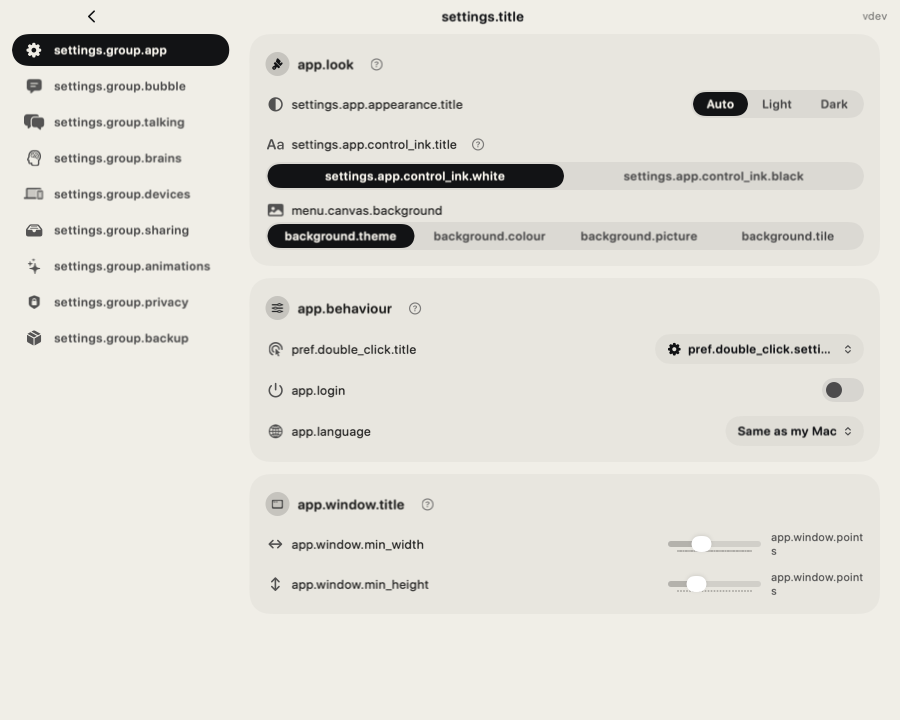 settings.title
vdev
settings.group.app
settings.group.bubble
settings.group.talking
settings.group.brains
settings.group.devices
settings.group.sharing
settings.group.animations
settings.group.privacy
settings.group.backup
app.look ?
settings.app.appearance.title
Auto Light Dark
Aa settings.app.control_ink.title ?
settings.app.control_ink.white settings.app.control_ink.black
menu.canvas.background
background.theme background.colour background.picture background.tile
app.behaviour ?
pref.double_click.title pref.double_click.setti...
app.login
app.language Same as my Mac
app.window.title ?
app.window.min_width app.window.point
s
app.window.min_height app.window.point
s